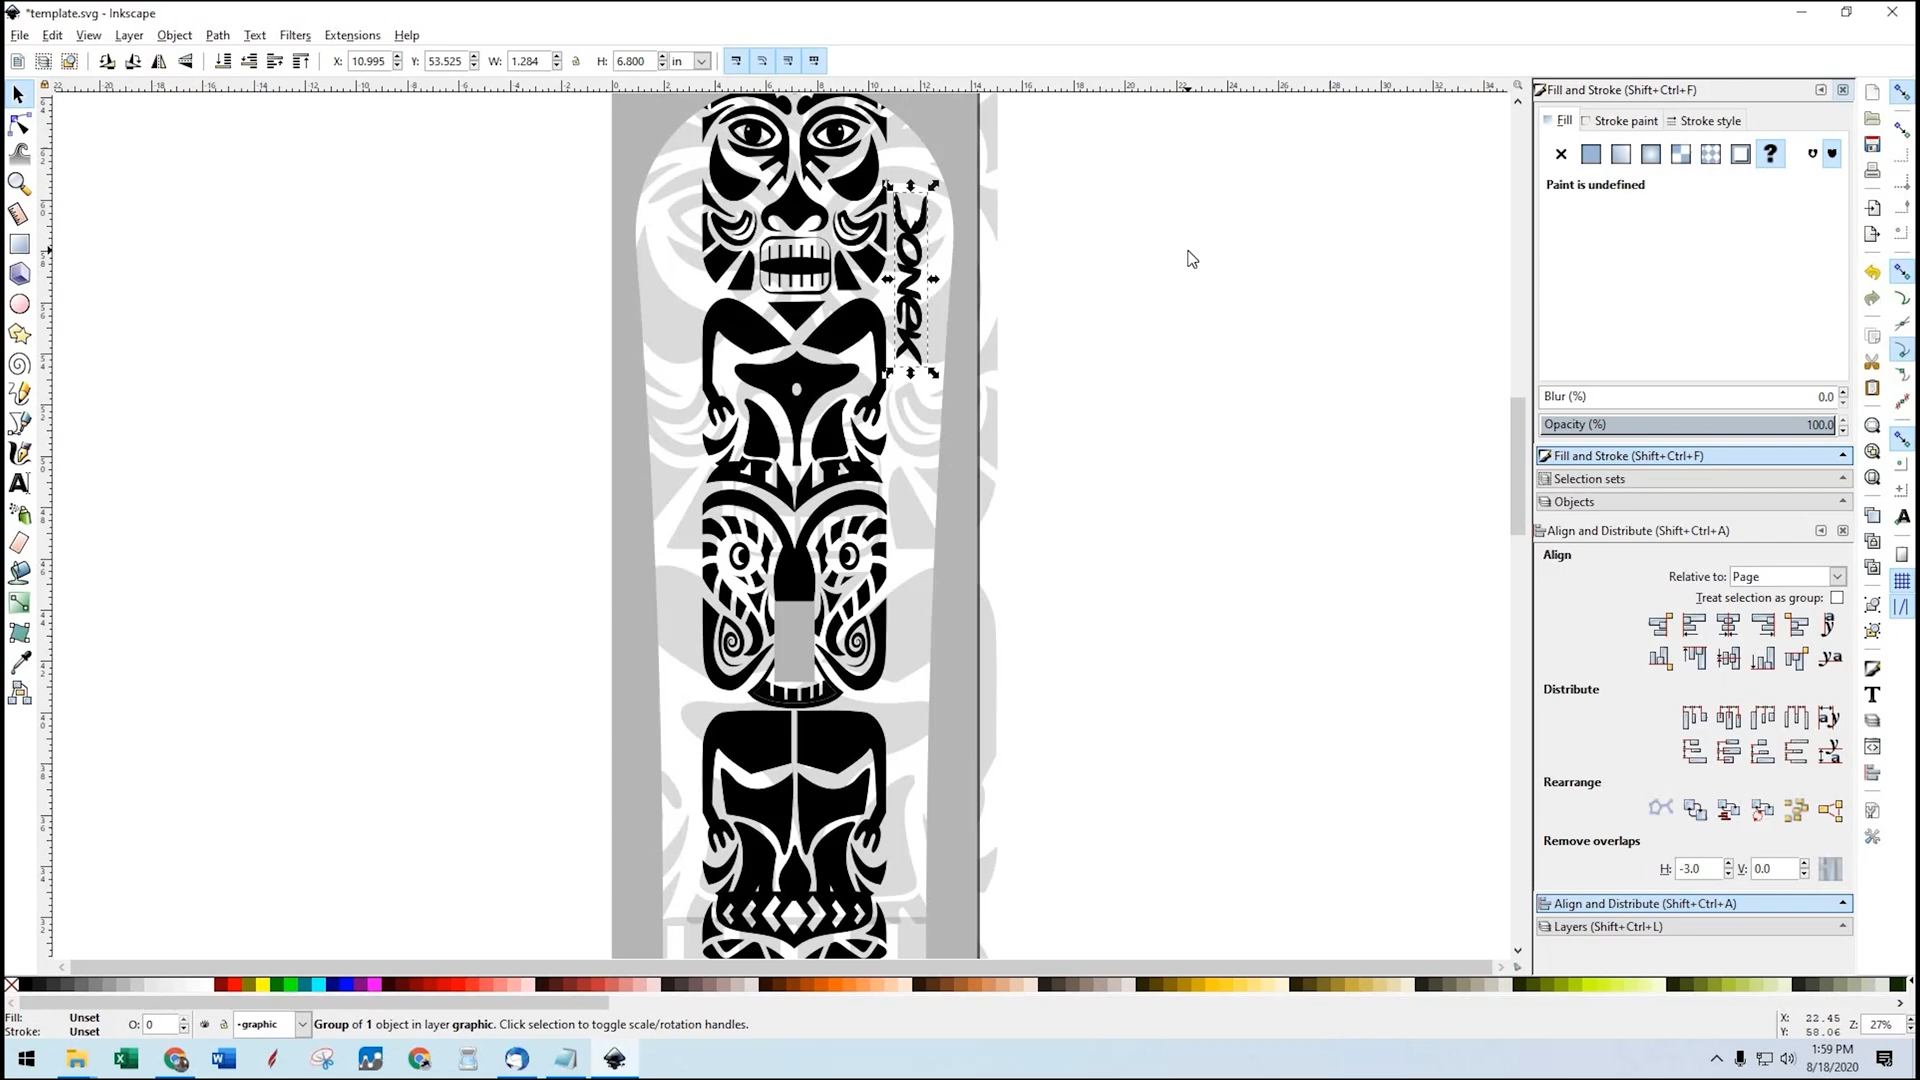 *template.svg - Inkscape
File Edit View Layer Object Path Text Filters Extensions Help
X: 10.995 Y: 53.525 W: 1.284 H: 6.800 in
Fill and Stroke (Shift+Ctrl+F)
Fill Stroke paint Stroke style
Paint is undefined
Blur (%) 0.0
Opacity (%) 100.0
Fill and Stroke (Shift+Ctrl+F)
Selection sets
Objects
Align and Distribute (Shift+Ctrl+A)
Align
Relative to: Page
Treat selection as group:
Distribute
Rearrange
Remove overlaps
H: -3.0 V: 0.0
Align and Distribute (Shift+Ctrl+A)
Layers (Shift+Ctrl+L)
Donek
Fill: Unset
Stroke: Unset
O: 0
•graphic
Group of 1 object in layer graphic. Click selection to toggle scale/rotation handles.
X: 22.45
Y: 58.06
Z: 27%
1:59 PM
8/18/2020